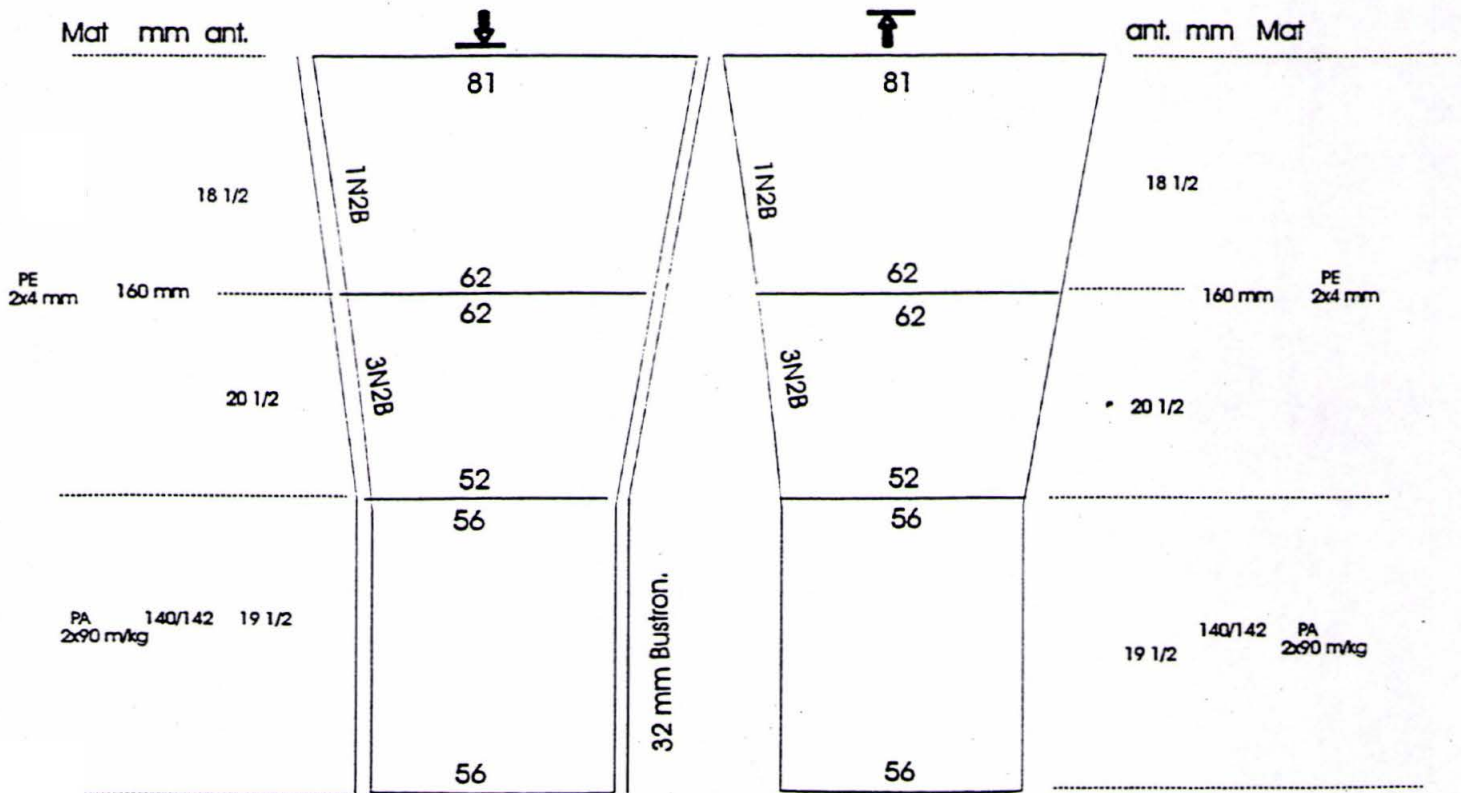 Mat mm ant.
ant. mm Mat
81
81
18 1/2
1N2B
1N2B
18 1/2
62
62
PE
2x4 mm
160 mm
160 mm
PE
2x4 mm
62
62
3N2B
3N2B
20 1/2
20 1/2
52
52
56
56
PA
2x90 m/kg
140/142
19 1/2
32 mm Bustron.
19 1/2
140/142
PA
2x90 m/kg
56
56